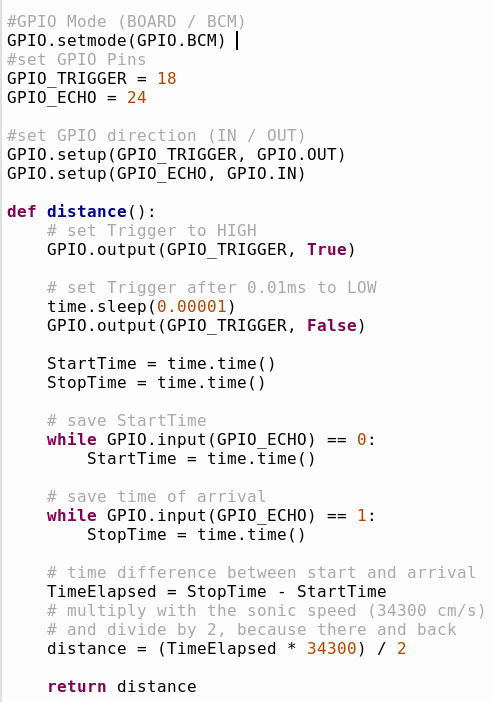 #GPIO Mode (BOARD / BCM)
GPIO.setmode(GPIO.BCM)
#set GPIO Pins
GPIO_TRIGGER = 18
GPIO_ECHO = 24

#set GPIO direction (IN / OUT)
GPIO.setup(GPIO_TRIGGER, GPIO.OUT)
GPIO.setup(GPIO_ECHO, GPIO.IN)

def distance():
    # set Trigger to HIGH
    GPIO.output(GPIO_TRIGGER, True)

    # set Trigger after 0.01ms to LOW
    time.sleep(0.00001)
    GPIO.output(GPIO_TRIGGER, False)

    StartTime = time.time()
    StopTime = time.time()

    # save StartTime
    while GPIO.input(GPIO_ECHO) == 0:
        StartTime = time.time()

    # save time of arrival
    while GPIO.input(GPIO_ECHO) == 1:
        StopTime = time.time()

    # time difference between start and arrival
    TimeElapsed = StopTime - StartTime
    # multiply with the sonic speed (34300 cm/s)
    # and divide by 2, because there and back
    distance = (TimeElapsed * 34300) / 2

    return distance